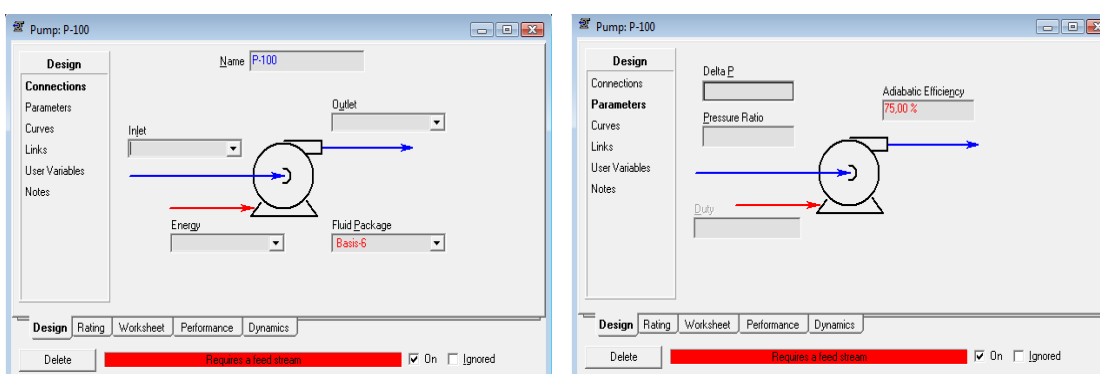 Pump: P-100
Design
Connections
Parameters
Curves
Links
User Variables
Notes
Name P-100
Inlet
Outlet
Energy
Fluid Package
Basis-6
Design Rating Worksheet Performance Dynamics
Delete Requires a feed stream On Ignored
Pump: P-100
Design
Connections
Parameters
Curves
Links
User Variables
Notes
Delta P
Pressure Ratio
Duty
Adiabatic Efficiency
75,00 %
Design Rating Worksheet Performance Dynamics
Delete Requires a feed stream On Ignored